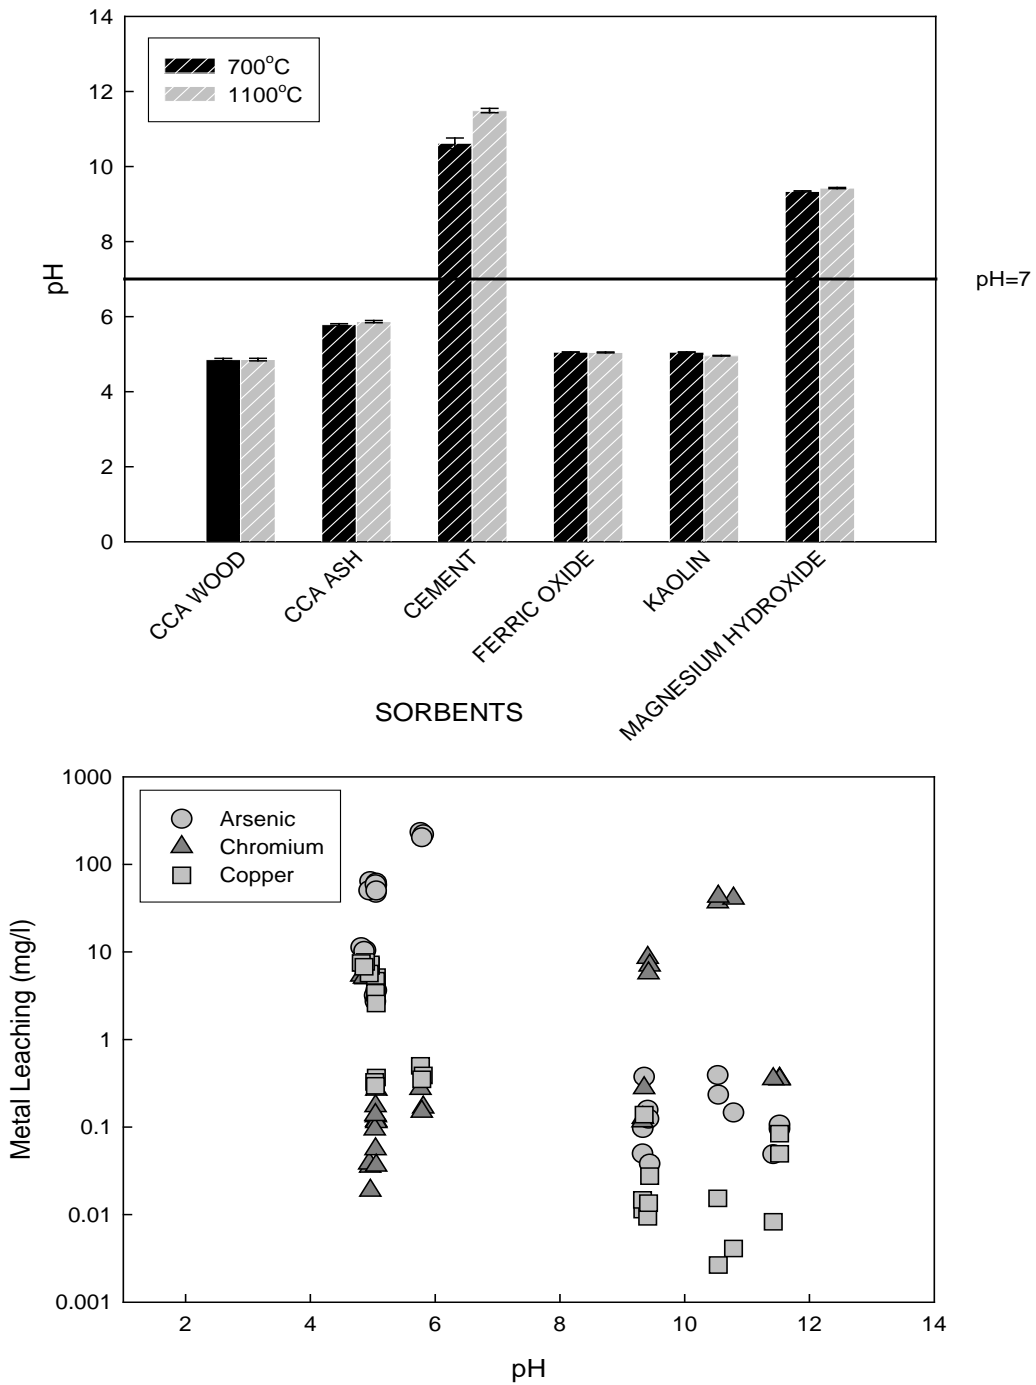 14
12
10
8
6
4
2
0
pH
700°C
1100°C
pH=7
CCA WOOD
CCA ASH
CEMENT
FERRIC OXIDE
KAOLIN
MAGNESIUM HYDROXIDE
SORBENTS
1000
100
10
1
0.1
0.01
0.001
Metal Leaching (mg/l)
Arsenic
Chromium
Copper
2 4 6 8 10 12 14
pH